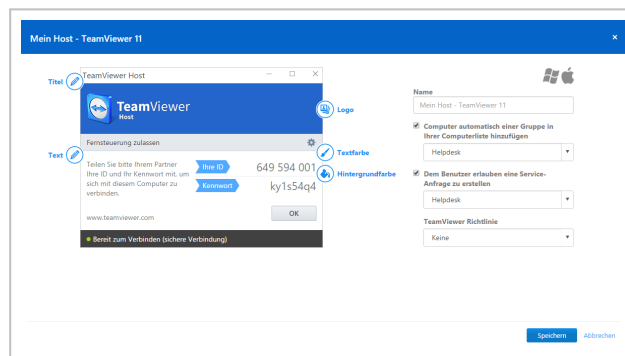 Mein Host - TeamViewer 11
×
Titel
TeamViewer Host
TeamViewer
Host
Logo
Fernsteuerung zulassen
Textfarbe
Text
Teilen Sie bitte Ihrem Partner
Ihre ID und Ihr Kennwort mit, um
sich mit diesem Computer zu
verbinden.
Ihre ID
649 594 001
Hintergrundfarbe
Kennwort
ky1s54q4
www.teamviewer.com
OK
Bereit zum Verbinden (sichere Verbindung)
Name
Mein Host - TeamViewer 11
Computer automatisch einer Gruppe in
Ihrer Computerliste hinzufügen
Helpdesk
Dem Benutzer erlauben eine Service-
Anfrage zu erstellen
Helpdesk
TeamViewer Richtlinie
Keine
Speichern
Abbrechen